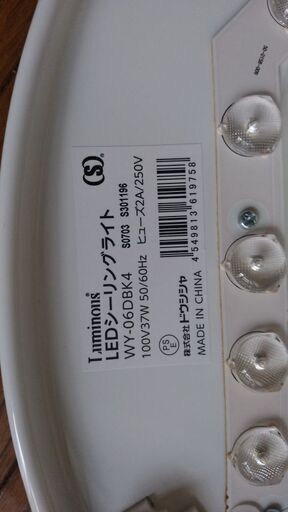 (S)
Luminous
LEDシーリングライト
S0703 S301196
WY-06DBK4
100V37W 50/60Hz ヒューズ2A/250V
PS
E
株式会社ドウシシャ
MADE IN CHINA
4 549813 619758